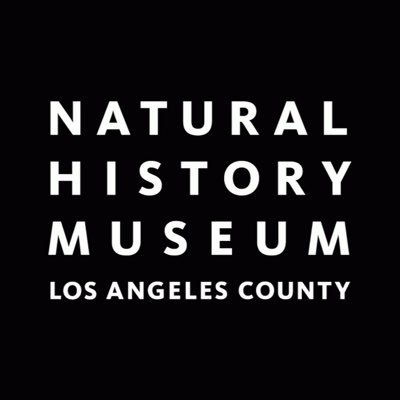 NATURAL
HISTORY
MUSEUM
LOS ANGELES COUNTY